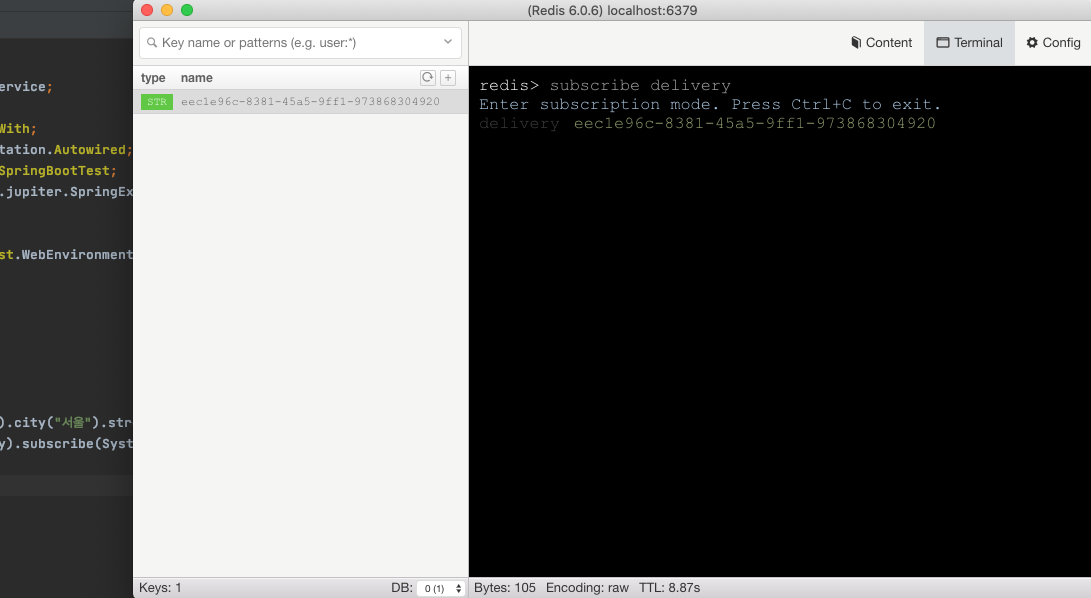 (Redis 6.0.6) localhost:6379
Key name or patterns (e.g. user:*)
Content
Terminal
Config
type name
STR eec1e96c-8381-45a5-9ff1-973868304920
redis> subscribe delivery
Enter subscription mode. Press Ctrl+C to exit.
delivery eec1e96c-8381-45a5-9ff1-973868304920
ervice;
With;
tation.Autowired;
SpringBootTest;
.jupiter.SpringEx
st.WebEnvironment
).city("서울").str
y).subscribe(Syst
Keys: 1
DB: 0 (1)
Bytes: 105 Encoding: raw TTL: 8.87s